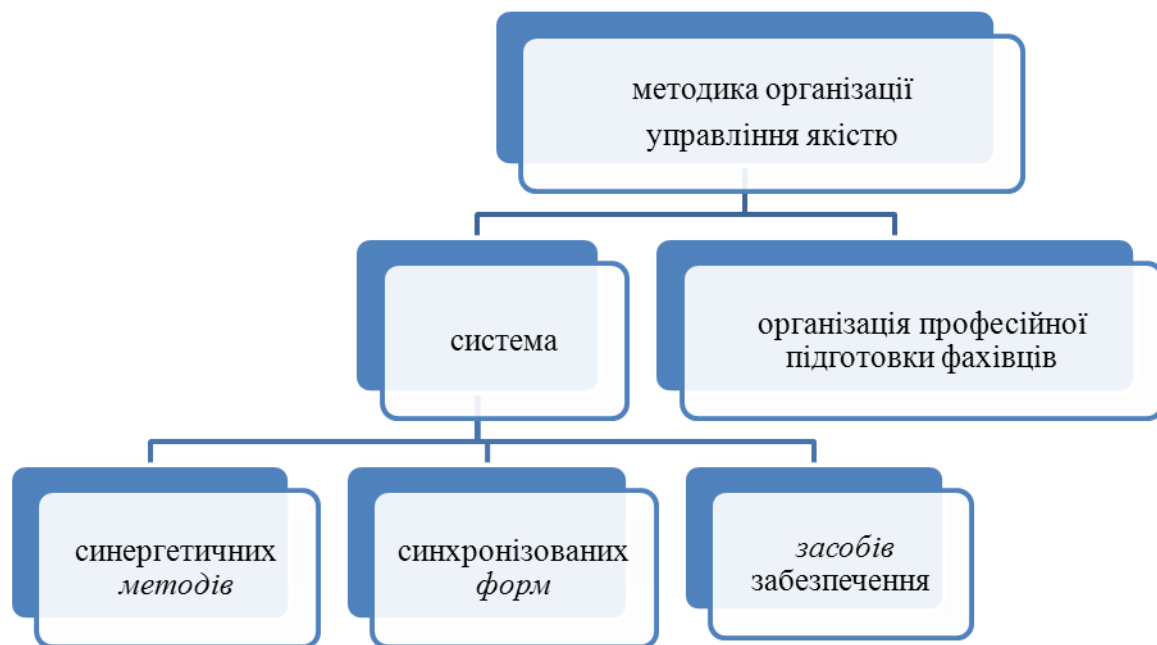 методика організації
управління якістю
система
організація професійної
підготовки фахівців
синергетичних
методів
синхронізованих
форм
засобів
забезпечення